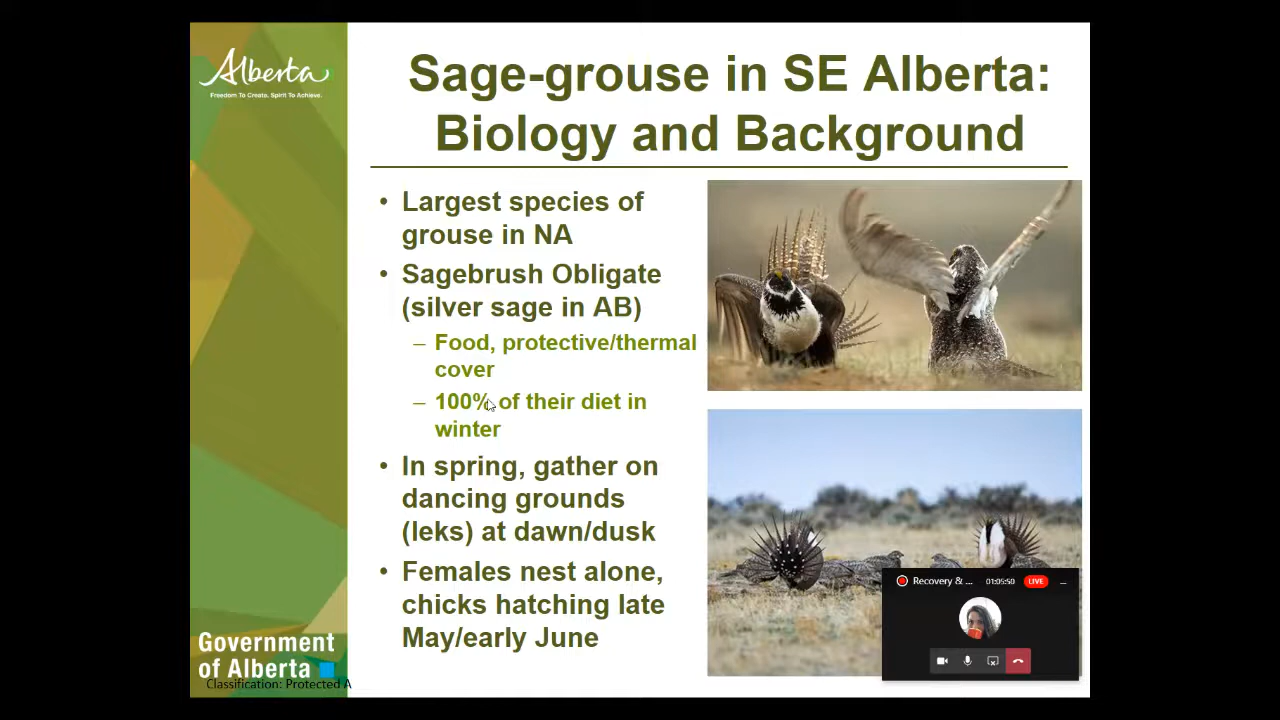 Alberta
Freedom To Create. Spirit To Achieve.
Sage-grouse in SE Alberta:
Biology and Background
• Largest species of
grouse in NA
• Sagebrush Obligate
(silver sage in AB)
– Food, protective/thermal
cover
– 100% of their diet in
winter
• In spring, gather on
dancing grounds
(leks) at dawn/dusk
• Females nest alone,
chicks hatching late
May/early June
Government
of Alberta
Classification: Protected A
Recovery & ... 01:05:50 LIVE ...